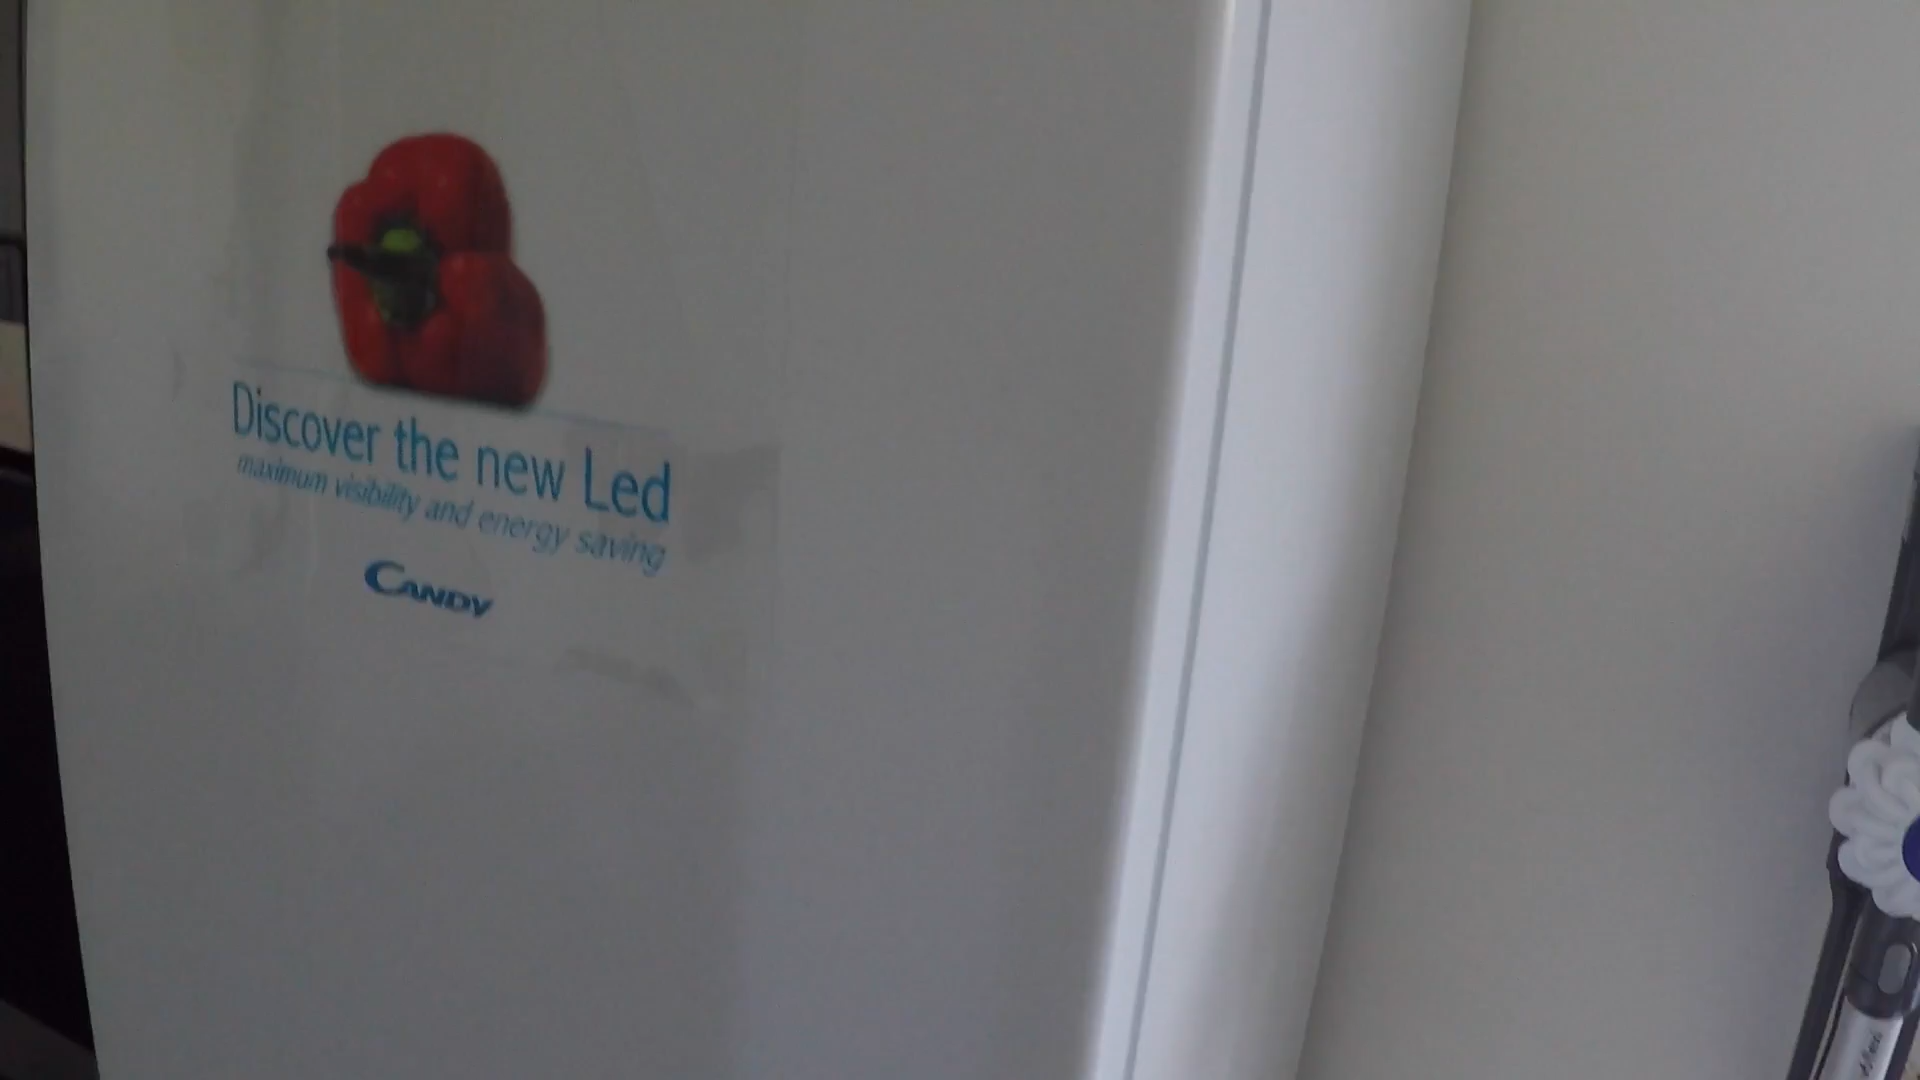 Discover the new Led
maximum visibility and energy saving
CANDY